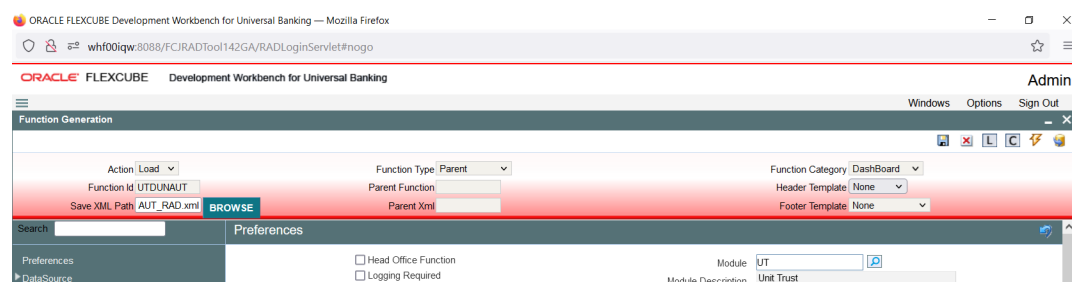 ORACLE FLEXCUBE Development Workbench for Universal Banking — Mozilla Firefox
whf00iqw:8088/FCJRADTool142GA/RADLoginServlet#nogo
ORACLE FLEXCUBE Development Workbench for Universal Banking Admin
Windows Options Sign Out
Function Generation
L C
Action Load Function Type Parent Function Category DashBoard
Function Id UTDUNAUT Parent Function Header Template None
Save XML Path AUT_RAD.xml BROWSE Parent Xml Footer Template None
Search Preferences
Preferences Head Office Function Module UT
DataSource Logging Required Module Description Unit Trust